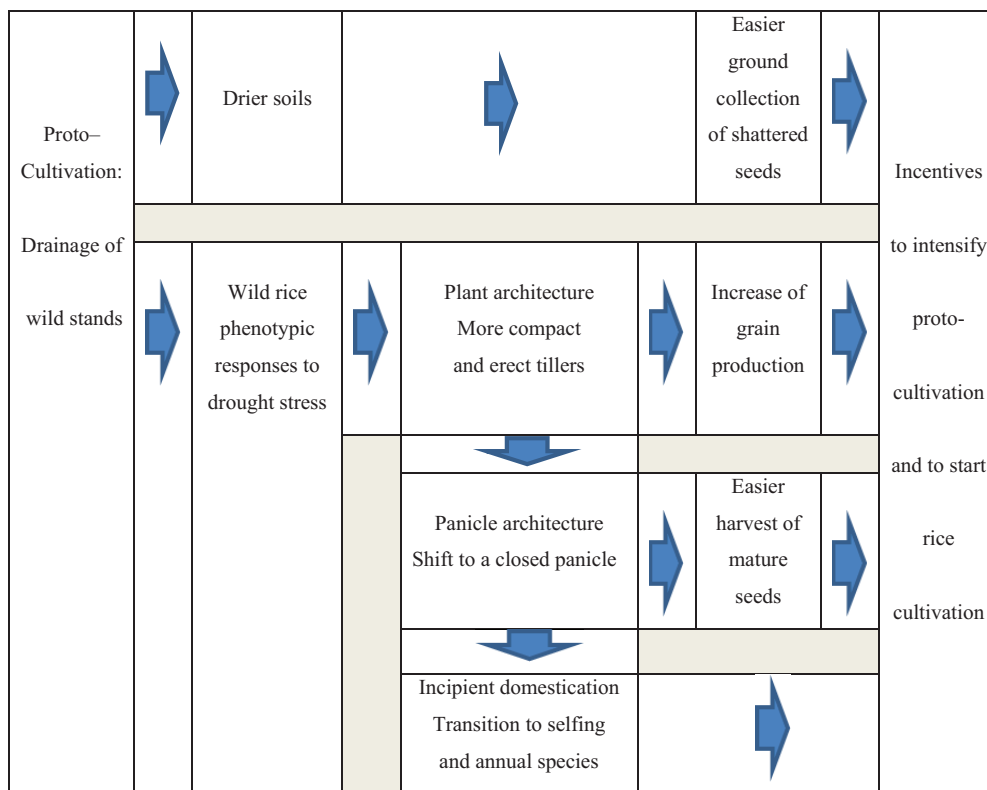 Proto–
Cultivation:
Drainage of
wild stands
Drier soils
Easier
ground
collection
of shattered
seeds
Wild rice
phenotypic
responses to
drought stress
Plant architecture
More compact
and erect tillers
Increase of
grain
production
Panicle architecture
Shift to a closed panicle
Easier
harvest of
mature
seeds
Incipient domestication
Transition to selfing
and annual species
Incentives
to intensify
proto-
cultivation
and to start
rice
cultivation